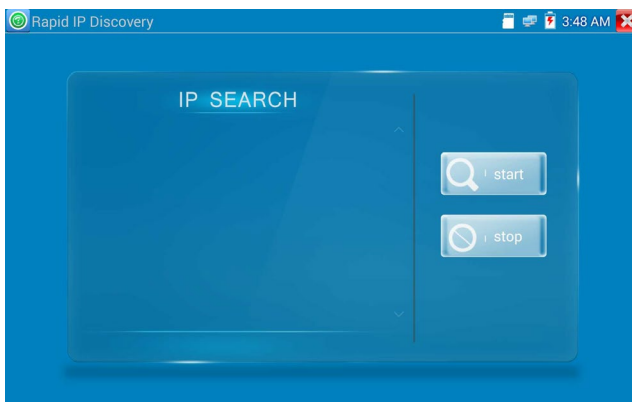 Rapid IP Discovery
3:48 AM
IP SEARCH
start
stop